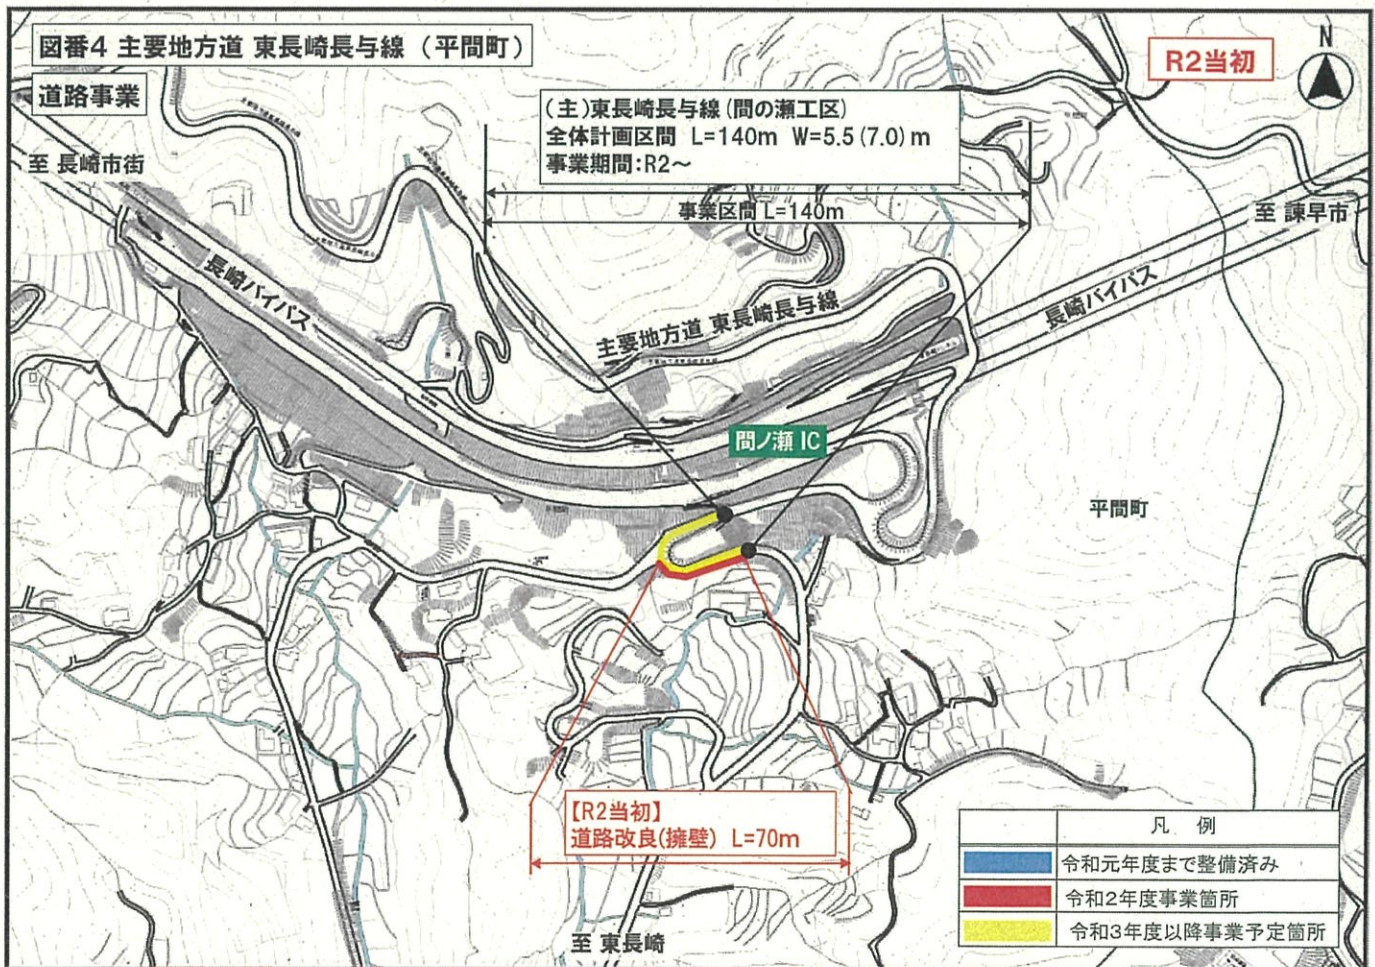 図番4 主要地方道 東長崎長与線 (平間町)
R2当初
N
道路事業
(主)東長崎長与線(間の瀬工区)
全体計画区間 L=140m W=5.5(7.0)m
事業期間:R2～
至 長崎市街
事業区間 L=140m
至 諫早市
長崎バイパス
主要地方道 東長崎長与線
長崎バイパス
間ノ瀬 IC
平間町
【R2当初】
道路改良(擁壁) L=70m
凡 例
令和元年度まで整備済み
令和2年度事業箇所
令和3年度以降事業予定箇所
至 東長崎